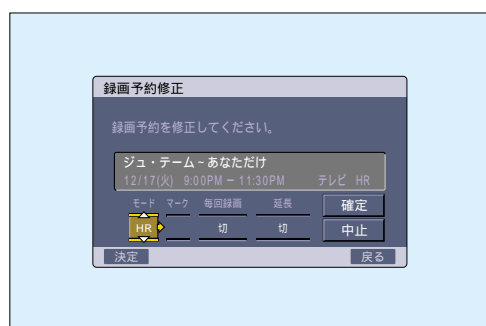 録画予約修正
録画予約を修正してください。
ジュ・テーム~あなただけ
12/17(火) 9:00PM － 11:30PM テレビ HR
モード マーク 毎回録画 延長 確定
HR 切 切 中止
決定 戻る